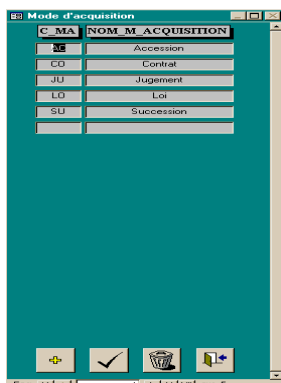 Mode d'acquisition
C_MA NOM_M_ACQUISITION
AC Accession
CO Contrat
JU Jugement
LO Loi
SU Succession